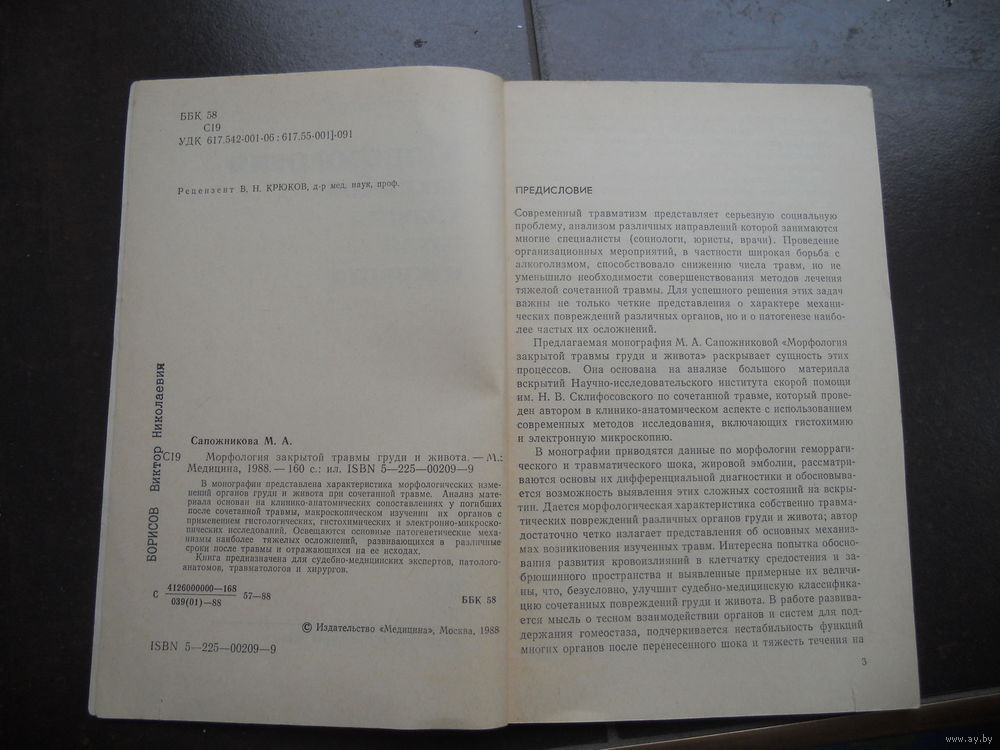 ББК 58
С19
УДК 617.542-001-06 : 617.55-001]-091
Рецензент В. Н. КРЮКОВ, д-р мед. наук, проф.
БОРИСОВ Виктор Николаевич
Сапожникова М. А.
С19 Морфология закрытой травмы груди и живота. — М.:
Медицина, 1988. — 160 с.: ил. ISBN 5—225—00209—9
В монографии представлена характеристика морфологических изме-
нений органов груди и живота при сочетанной травме. Анализ мате-
риала основан на клинико-анатомических сопоставлениях у погибших
после сочетанной травмы, макроскопическом изучении их органов с
применением гистологических, гистохимических и электронно-микроско-
пических исследований. Освещаются основные патогенетические меха-
низмы наиболее тяжелых осложнений, развивающихся в различные
сроки после травмы и отражающихся на ее исходах.
Книга предназначена для судебно-медицинских экспертов, патолого-
анатомов, травматологов и хирургов.
С 4126000000—168
039(01)—88 57—88
ББК 58
© Издательство «Медицина», Москва, 1988
ISBN 5—225—00209—9
ПРЕДИСЛОВИЕ
Современный травматизм представляет серьезную социальную
проблему, анализом различных направлений которой занимаются
многие специалисты (социологи, юристы, врачи). Проведение
организационных мероприятий, в частности широкая борьба с
алкоголизмом, способствовало снижению числа травм, но не
уменьшило необходимости совершенствования методов лечения
тяжелой сочетанной травмы. Для успешного решения этих задач
важны не только четкие представления о характере механи-
ческих повреждений различных органов, но и о патогенезе наибо-
лее частых их осложнений.
Предлагаемая монография М. А. Сапожниковой «Морфология
закрытой травмы груди и живота» раскрывает сущность этих
процессов. Она основана на анализе большого материала
вскрытий Научно-исследовательского института скорой помощи
им. Н. В. Склифосовского по сочетанной травме, который прове-
ден автором в клинико-анатомическом аспекте с использованием
современных методов исследования, включающих гистохимию
и электронную микроскопию.
В монографии приводятся данные по морфологии геморраги-
ческого и травматического шока, жировой эмболии, рассматри-
ваются основы их дифференциальной диагностики и обосновыва-
ется возможность выявления этих сложных состояний на вскры-
тии. Дается морфологическая характеристика собственно травма-
тических повреждений различных органов груди и живота; автор
достаточно четко излагает представления об основных механиз-
мах возникновения изученных травм. Интересна попытка обосно-
вания развития кровоизлияний в клетчатку средостения и за-
брюшинного пространства и выявленные примерные их величи-
ны, что, безусловно, улучшит судебно-медицинскую классифика-
цию сочетанных повреждений груди и живота. В работе развива-
ется мысль о тесном взаимодействии органов и систем для под-
держания гомеостаза, подчеркивается нестабильность функций
многих органов после перенесенного шока и тяжесть течения на
3
www.ay.by